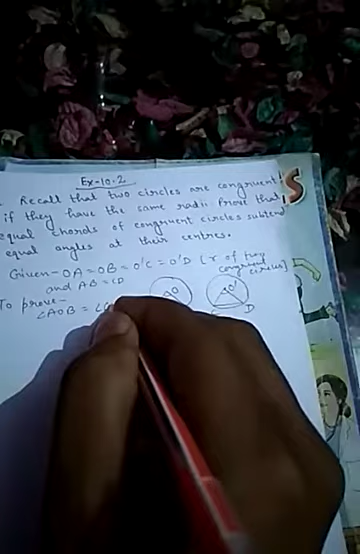 Ex-10.2
Recall that two circles are congruent
if they have the same radii. Prove that
equal chords of congruent circles subtend
equal angles at their centres.
Given - OA = OB = O'C = O'D [r of two
congruent
circles]
and AB = CD
To prove -
∠AOB = ∠
O O'
D
S